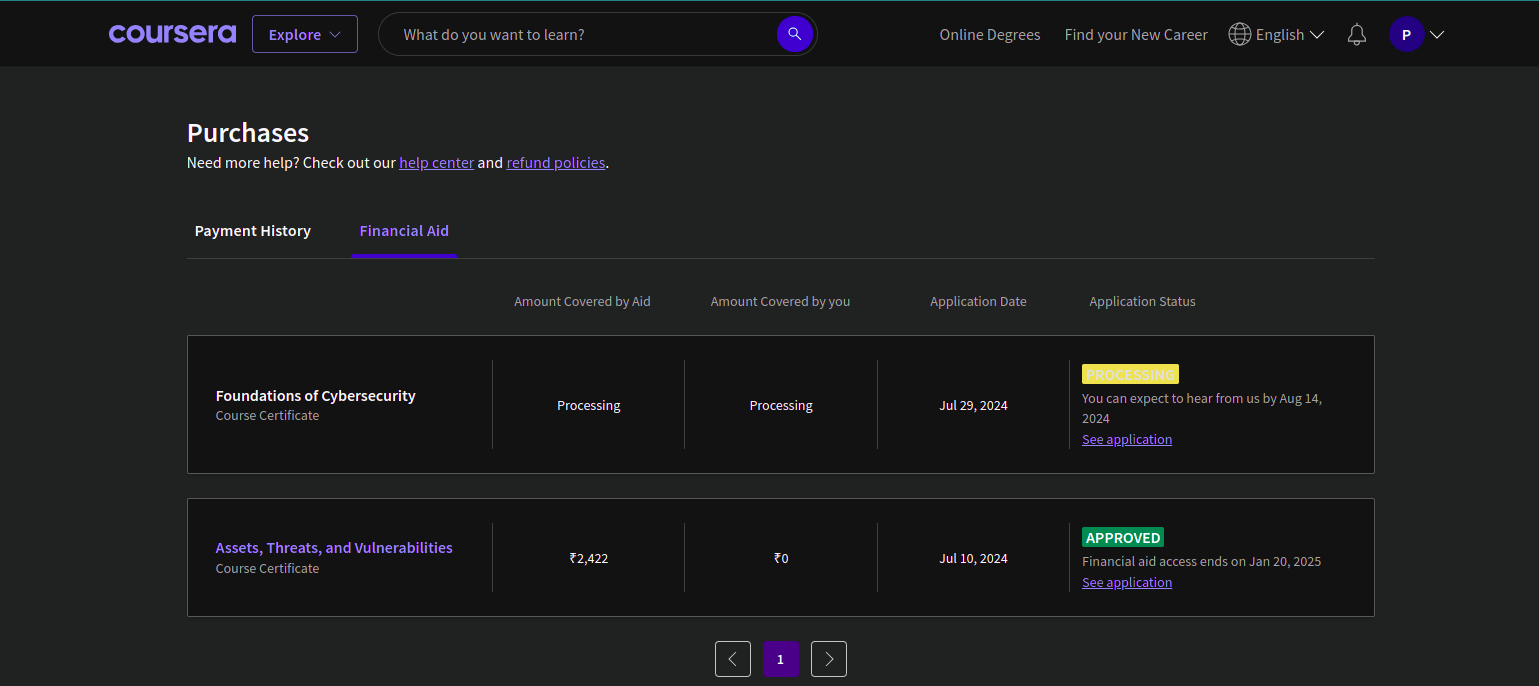 coursera Explore What do you want to learn? Online Degrees Find your New Career English P
Purchases
Need more help? Check out our help center and refund policies.
Payment History Financial Aid
Amount Covered by Aid Amount Covered by you Application Date Application Status
Foundations of Cybersecurity
Course Certificate
Processing
Processing
Jul 29, 2024
PROCESSING
You can expect to hear from us by Aug 14,
2024
See application
Assets, Threats, and Vulnerabilities
Course Certificate
₹2,422
₹0
Jul 10, 2024
APPROVED
Financial aid access ends on Jan 20, 2025
See application
1